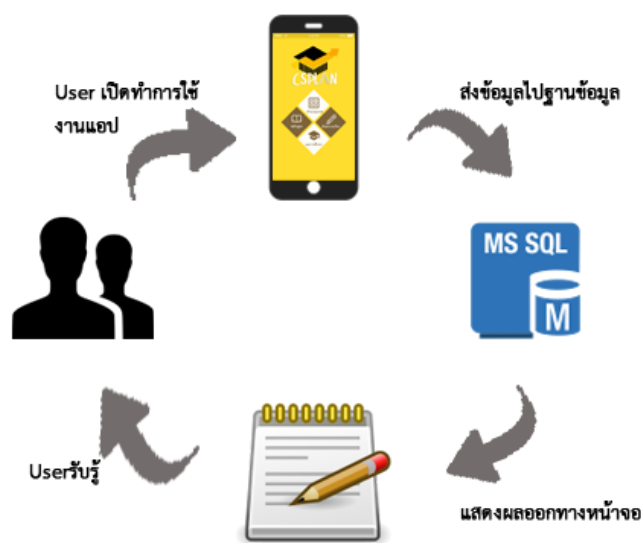 User เปิดทำการใช้
งานแอป
CSPLAN
ส่งข้อมูลไปฐานข้อมูล
MS SQL
M
Userรับรู้
แสดงผลออกทางหน้าจอ